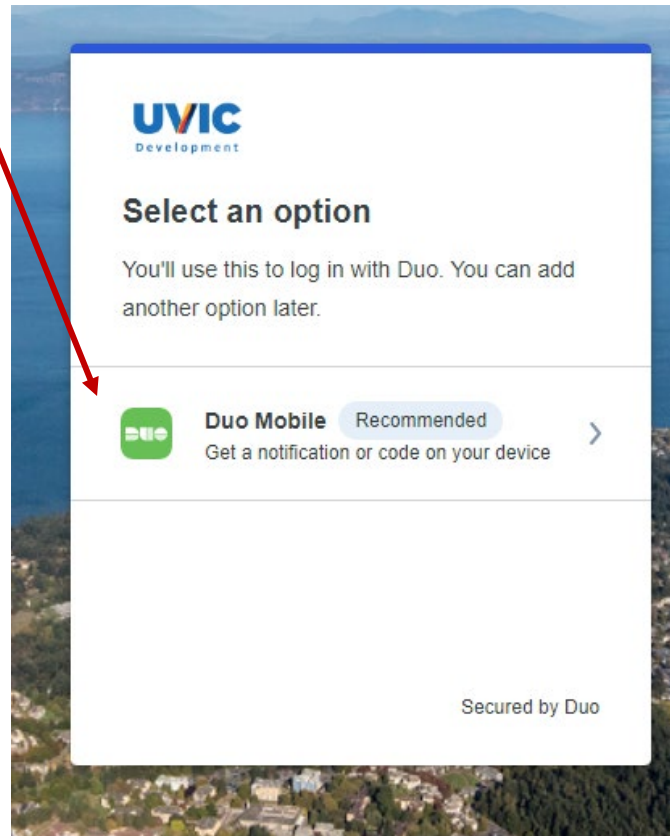 UVIC
Development
Select an option
You'll use this to log in with Duo. You can add
another option later.
DUO
Duo Mobile Recommended
Get a notification or code on your device
Secured by Duo